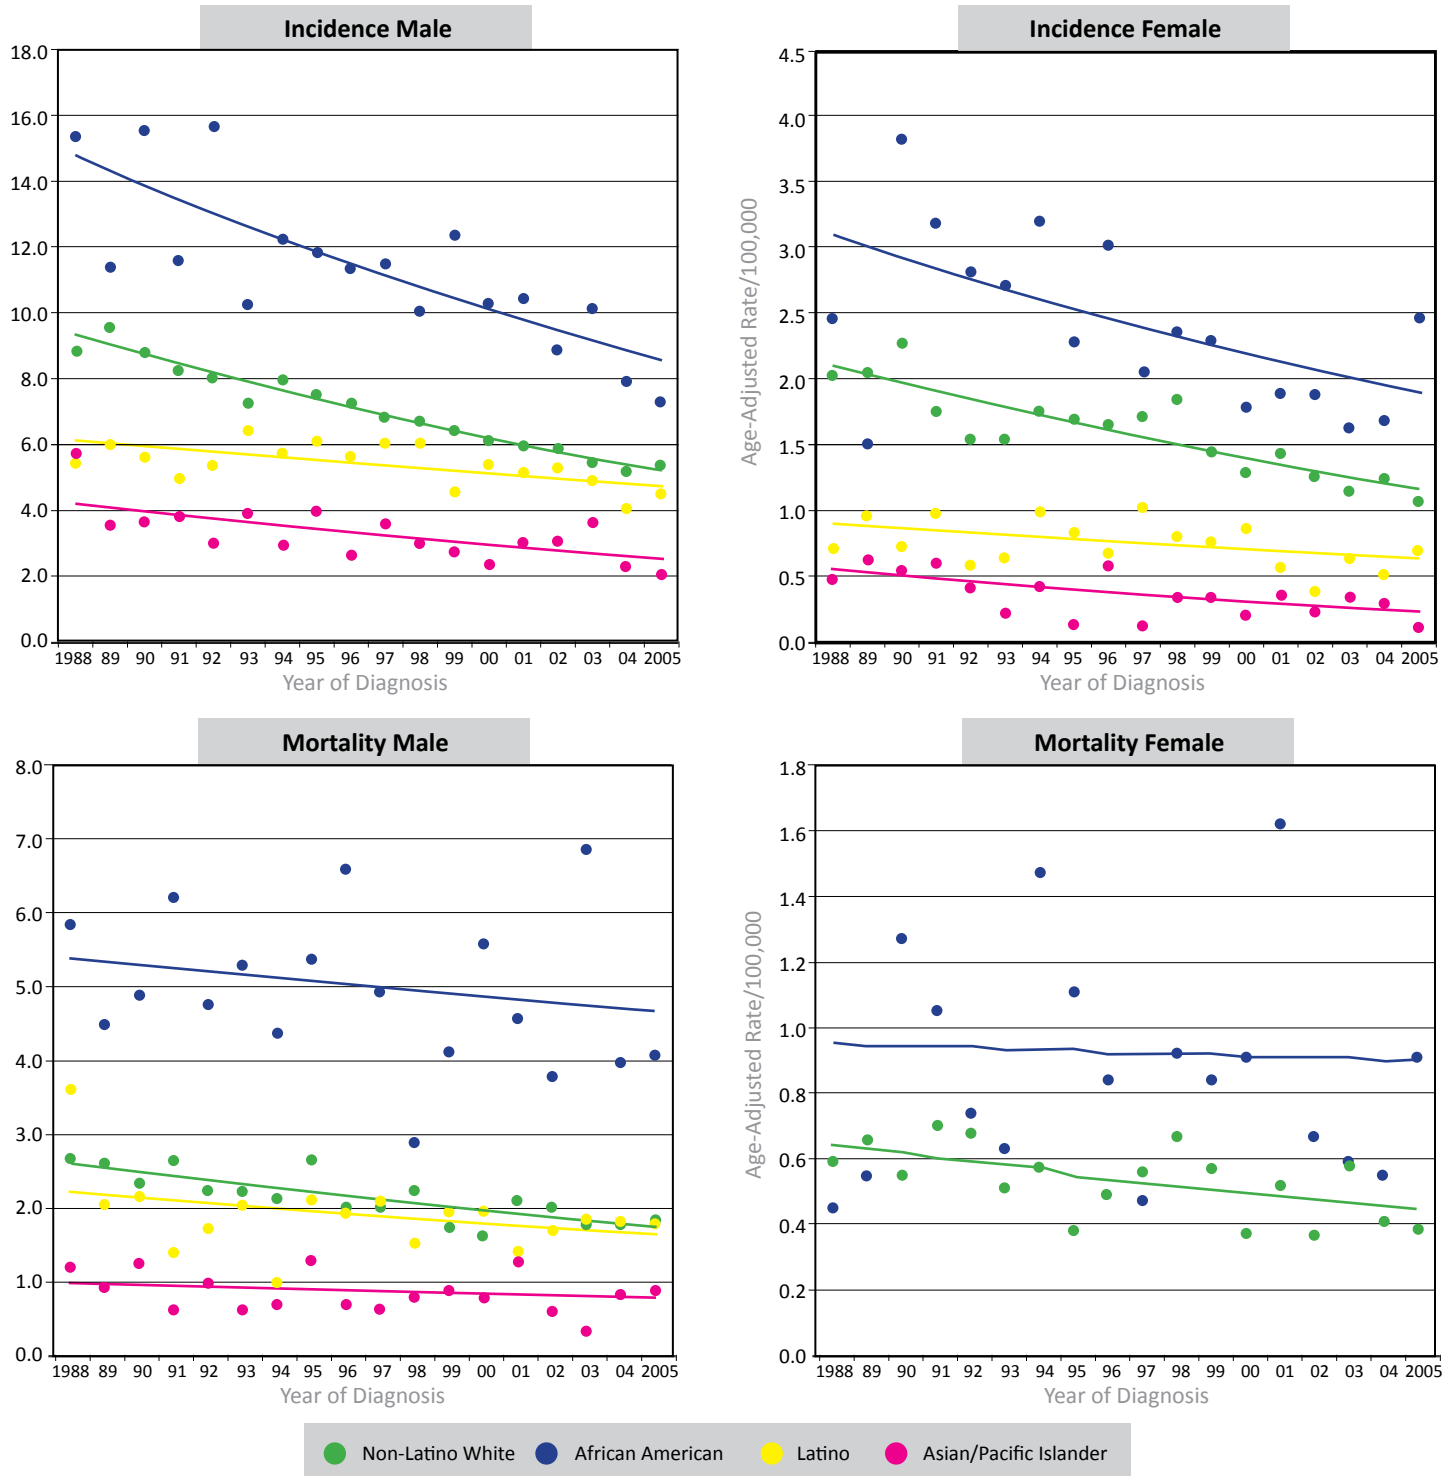 Incidence Male
18.0
16.0
14.0
12.0
10.0
8.0
6.0
4.0
2.0
0.0
1988 89 90 91 92 93 94 95 96 97 98 99 00 01 02 03 04 2005
Year of Diagnosis
Incidence Female
Age-Adjusted Rate/100,000
4.5
4.0
3.5
3.0
2.5
2.0
1.5
1.0
0.5
0.0
1988 89 90 91 92 93 94 95 96 97 98 99 00 01 02 03 04 2005
Year of Diagnosis
Mortality Male
8.0
7.0
6.0
5.0
4.0
3.0
2.0
1.0
0.0
1988 89 90 91 92 93 94 95 96 97 98 99 00 01 02 03 04 2005
Year of Diagnosis
Mortality Female
Age-Adjusted Rate/100,000
1.8
1.6
1.4
1.2
1.0
0.8
0.6
0.4
0.2
0.0
1988 89 90 91 92 93 94 95 96 97 98 99 00 01 02 03 04 2005
Year of Diagnosis
Non-Latino White African American Latino Asian/Pacific Islander